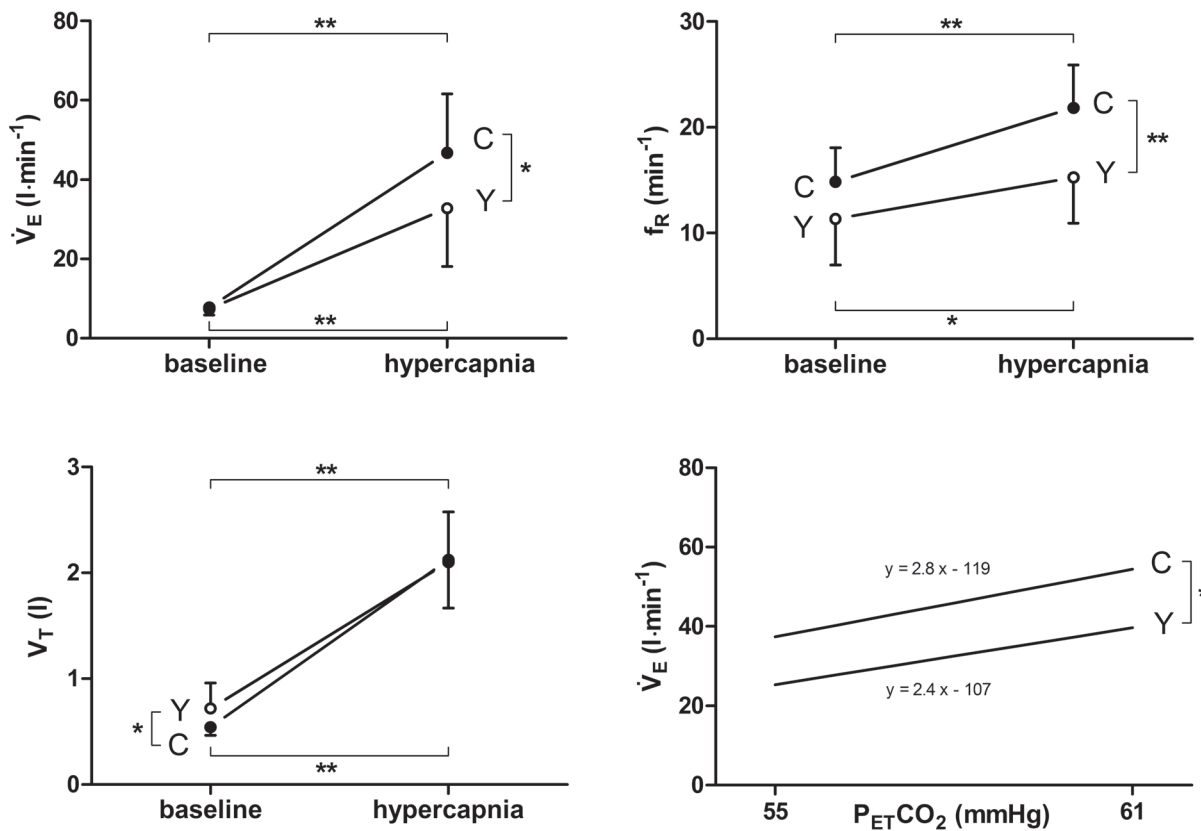 80
60
40
20
0
V̇E (l·min⁻¹)
**
C
Y
*
**
baseline hypercapnia
30
20
10
0
fR (min⁻¹)
**
C
Y
C
Y
**
*
baseline hypercapnia
3
2
1
0
VT (l)
**
Y
C
*
**
baseline hypercapnia
80
60
40
20
0
V̇E (l·min⁻¹)
y = 2.8 x - 119
C
Y
*
y = 2.4 x - 107
55 PETCO2 (mmHg) 61